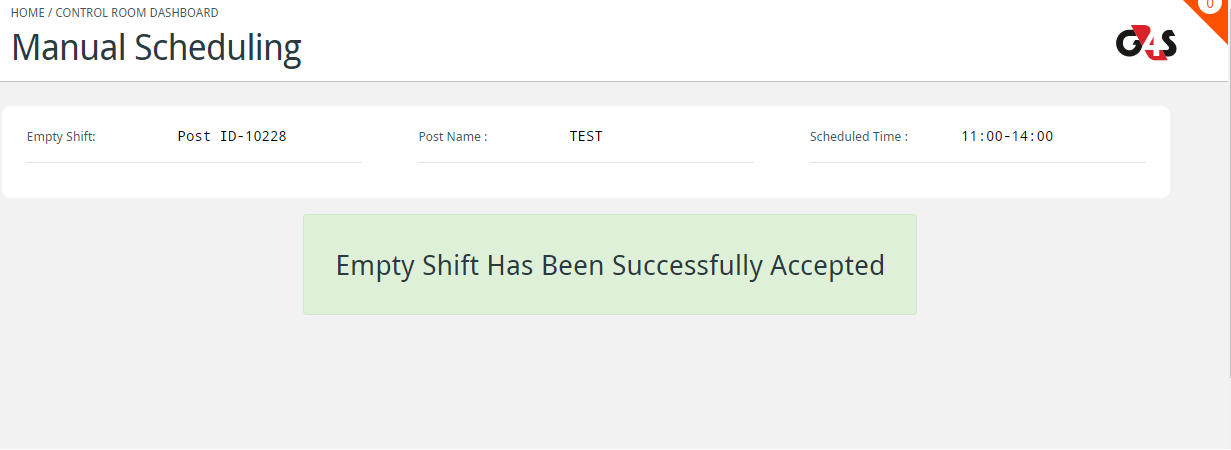 HOME / CONTROL ROOM DASHBOARD
0
Manual Scheduling
G4S
Empty Shift: Post ID-10228 Post Name : TEST Scheduled Time : 11:00-14:00
Empty Shift Has Been Successfully Accepted